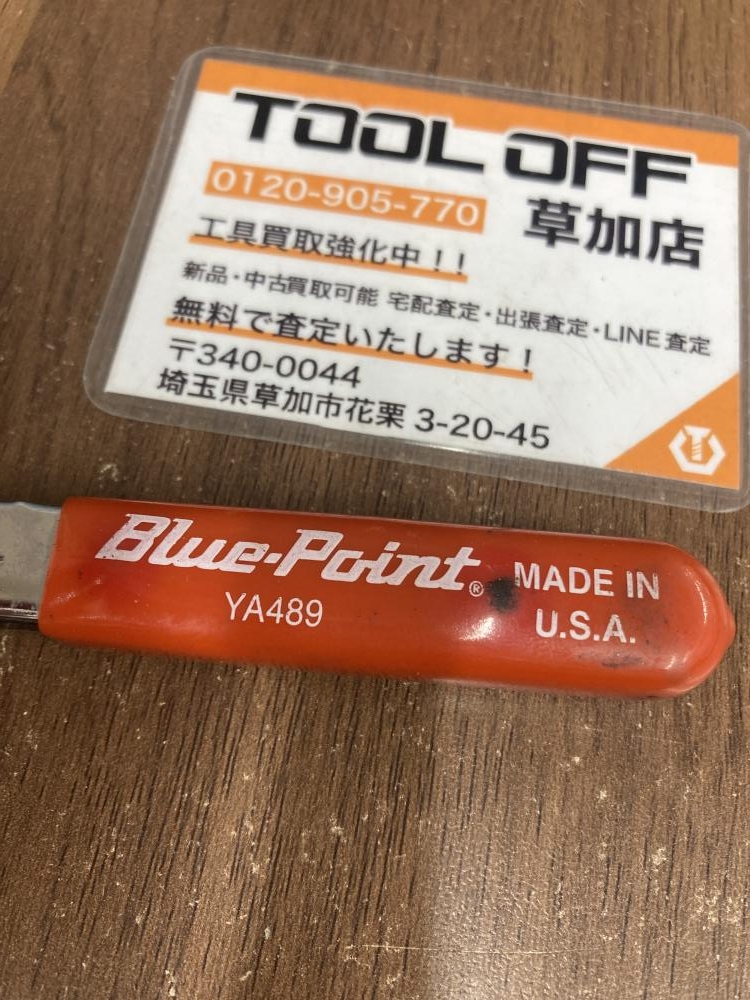 TOOL OFF
0120-905-770
草加店
工具買取強化中！！
新品・中古買取可能 宅配査定・出張査定・LINE査定
無料で査定いたします！
〒340-0044
埼玉県草加市花栗 3-20-45
Blue-Point®
YA489
MADE IN
U.S.A.